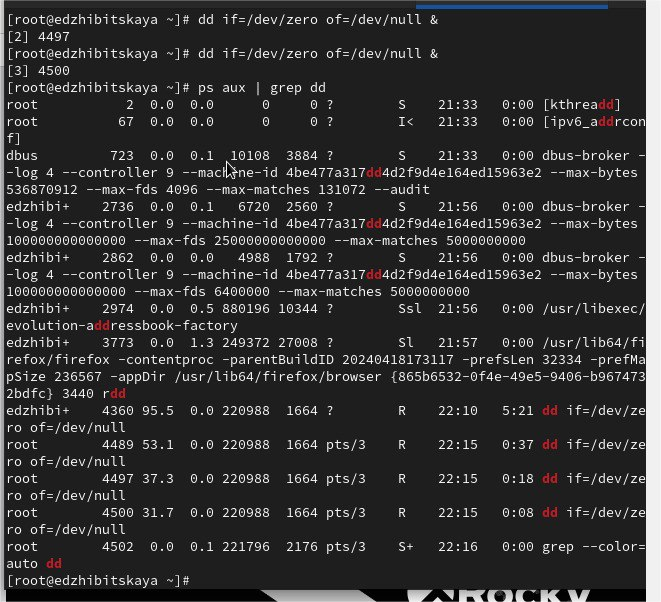 [root@edzhibitskaya ~]# dd if=/dev/zero of=/dev/null &
[2] 4497
[root@edzhibitskaya ~]# dd if=/dev/zero of=/dev/null &
[3] 4500
[root@edzhibitskaya ~]# ps aux | grep dd
root           2  0.0  0.0      0     0 ?        S    21:33   0:00 [kthreadd]
root          67  0.0  0.0      0     0 ?        I<   21:33   0:00 [ipv6_addrcon
f]
dbus         723  0.0  0.1  10108  3884 ?        S    21:33   0:00 dbus-broker -
-log 4 --controller 9 --machine-id 4be477a317dd4d2f9d4e164ed15963e2 --max-bytes
536870912 --max-fds 4096 --max-matches 131072 --audit
edzhibi+    2736  0.0  0.1   6720  2560 ?        S    21:56   0:00 dbus-broker -
-log 4 --controller 9 --machine-id 4be477a317dd4d2f9d4e164ed15963e2 --max-bytes
100000000000000 --max-fds 25000000000000 --max-matches 5000000000
edzhibi+    2862  0.0  0.0   4988  1792 ?        S    21:56   0:00 dbus-broker -
-log 4 --controller 9 --machine-id 4be477a317dd4d2f9d4e164ed15963e2 --max-bytes
100000000000000 --max-fds 6400000 --max-matches 5000000000
edzhibi+    2974  0.0  0.5 880196 10344 ?        Ssl  21:56   0:00 /usr/libexec/
evolution-addressbook-factory
edzhibi+    3773  0.0  1.3 249372 27008 ?        Sl   21:57   0:00 /usr/lib64/fi
refox/firefox -contentproc -parentBuildID 20240418173117 -prefsLen 32334 -prefMa
pSize 236567 -appDir /usr/lib64/firefox/browser {865b6532-0f4e-49e5-9406-b967473
2bdfc} 3440 rdd
edzhibi+    4360 95.5  0.0 220988  1664 ?        R    22:10   5:21 dd if=/dev/ze
ro of=/dev/null
root        4489 53.1  0.0 220988  1664 pts/3    R    22:15   0:37 dd if=/dev/ze
ro of=/dev/null
root        4497 37.3  0.0 220988  1664 pts/3    R    22:15   0:18 dd if=/dev/ze
ro of=/dev/null
root        4500 31.7  0.0 220988  1664 pts/3    R    22:15   0:08 dd if=/dev/ze
ro of=/dev/null
root        4502  0.0  0.1 221796  2176 pts/3    S+   22:16   0:00 grep --color=
auto dd
[root@edzhibitskaya ~]#
ROCKY